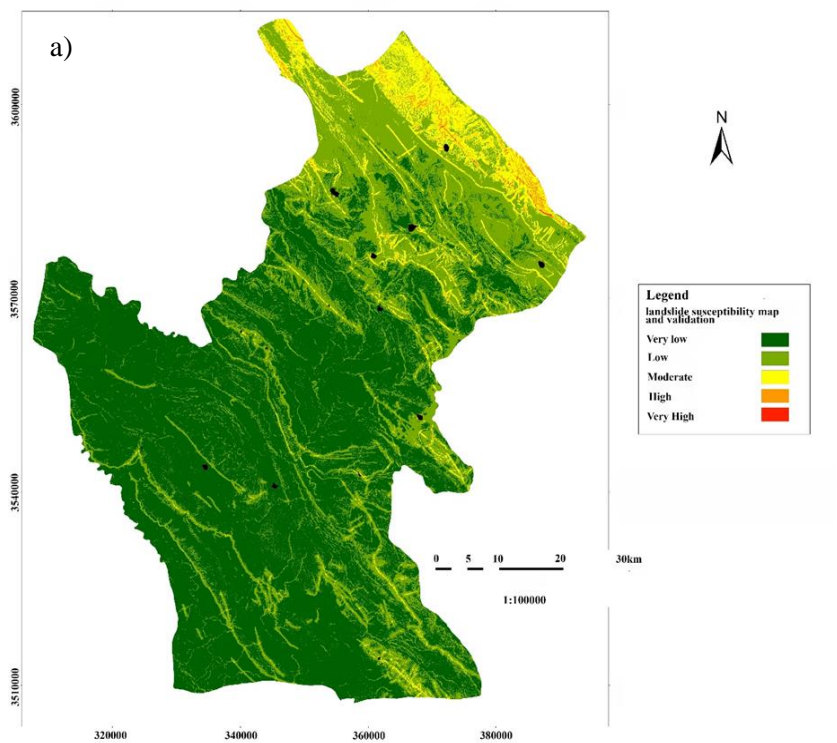 a)
N
3600000
3570000
3540000
3510000
Legend
landslide susceptibility map
and validation
Very low
Low
Moderate
High
Very High
0 5 10 20 30km
1:100000
320000 340000 360000 380000